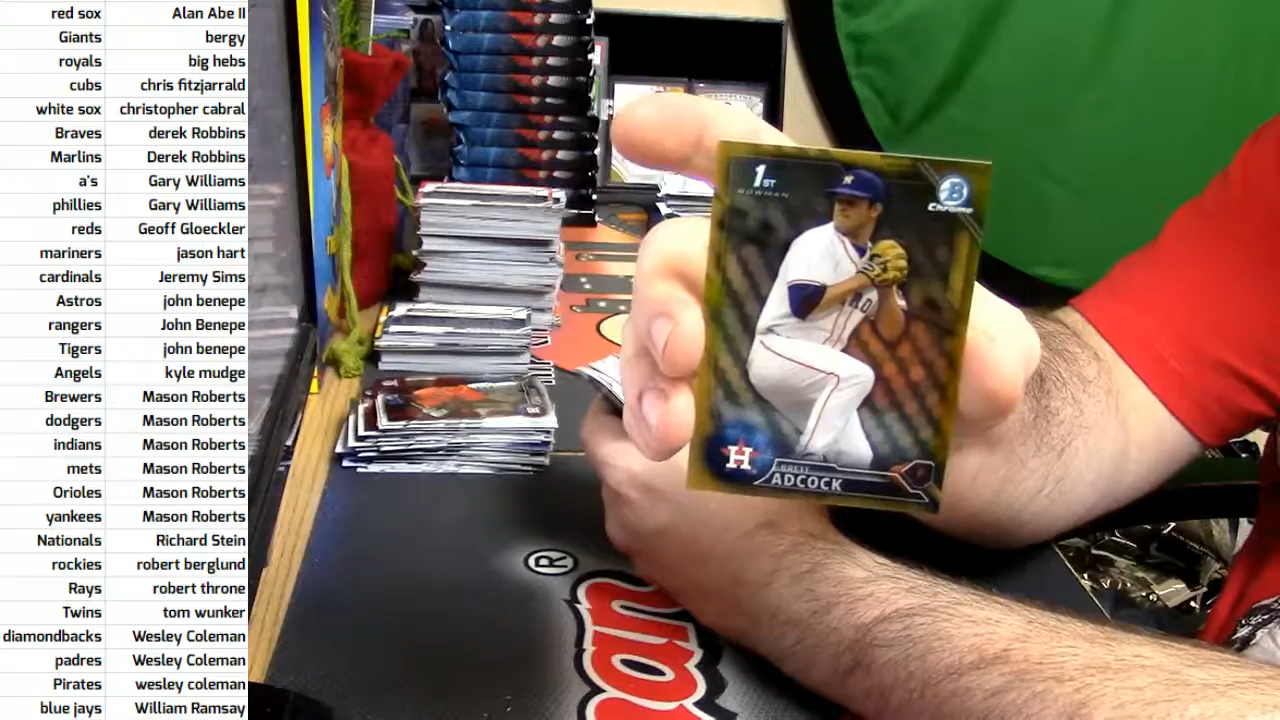 red sox Alan Abe II
Giants bergy
royals big hebs
cubs chris fitzjarrald
white sox christopher cabral
Braves derek Robbins
Marlins Derek Robbins
a's Gary Williams
phillies Gary Williams
reds Geoff Gloeckler
mariners jason hart
cardinals Jeremy Sims
Astros john benepe
rangers John Benepe
Tigers john benepe
Angels kyle mudge
Brewers Mason Roberts
dodgers Mason Roberts
indians Mason Roberts
mets Mason Roberts
Orioles Mason Roberts
yankees Mason Roberts
Nationals Richard Stein
rockies robert berglund
Rays robert throne
Twins tom wunker
diamondbacks Wesley Coleman
padres Wesley Coleman
Pirates wesley coleman
blue jays William Ramsay
1ST
BOWMAN
B
Chrome
H
BRETT
ADCOCK
®